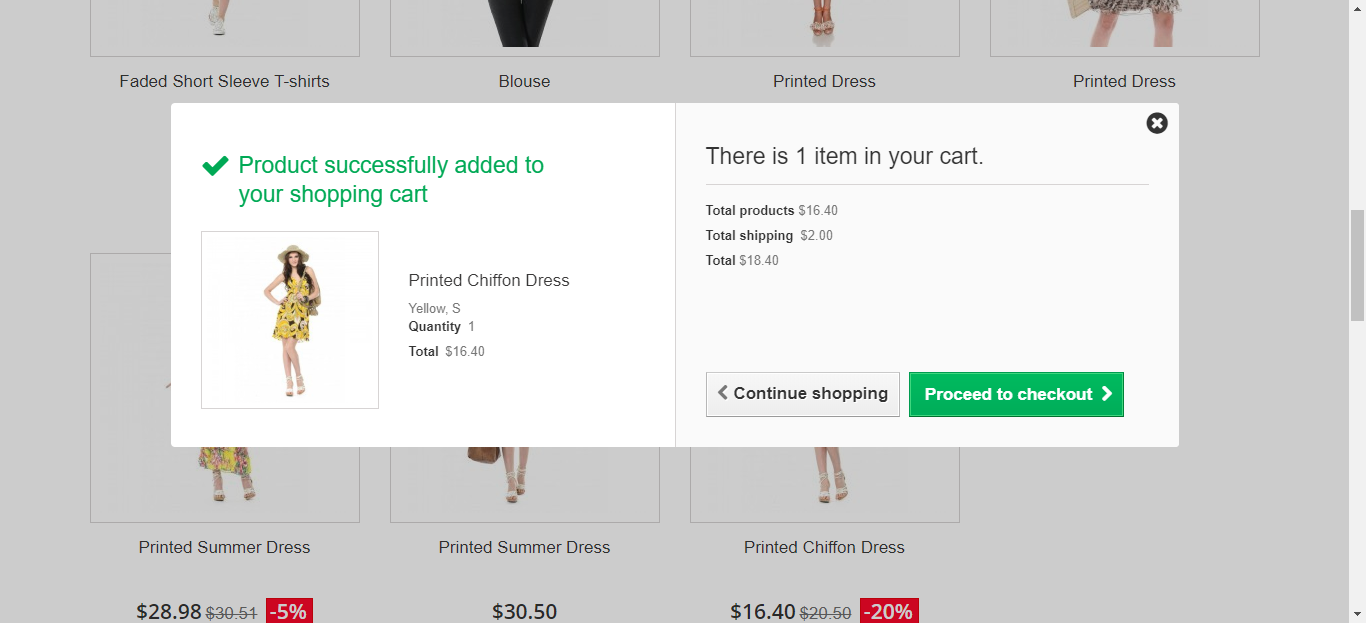 Faded Short Sleeve T-shirts
Blouse
Printed Dress
Printed Dress
Product successfully added to
your shopping cart
Printed Chiffon Dress
Yellow, S
Quantity 1
Total $16.40
There is 1 item in your cart.
Total products $16.40
Total shipping $2.00
Total $18.40
Continue shopping
Proceed to checkout
Printed Summer Dress
Printed Summer Dress
Printed Chiffon Dress
$28.98 $30.51 -5%
$30.50
$16.40 $20.50 -20%